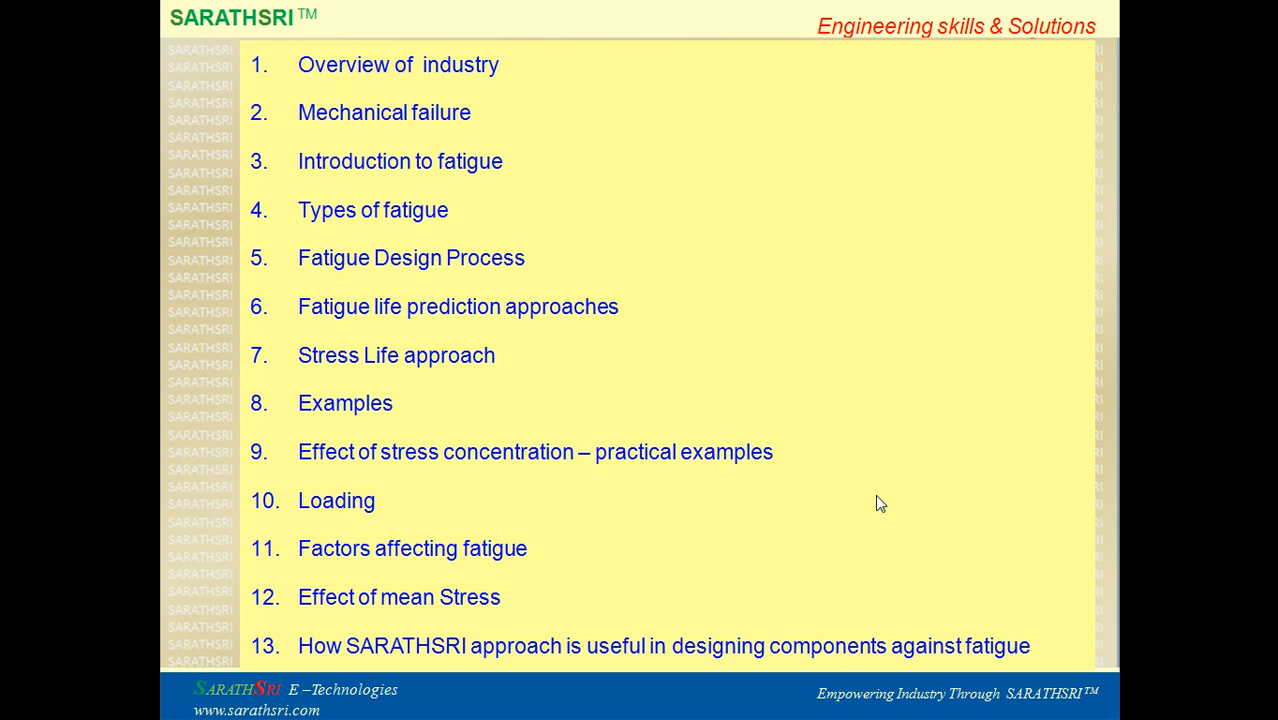 SARATHSRI™
Engineering skills & Solutions
1. Overview of industry
2. Mechanical failure
3. Introduction to fatigue
4. Types of fatigue
5. Fatigue Design Process
6. Fatigue life prediction approaches
7. Stress Life approach
8. Examples
9. Effect of stress concentration – practical examples
10. Loading
11. Factors affecting fatigue
12. Effect of mean Stress
13. How SARATHSRI approach is useful in designing components against fatigue
SARATHSRI E –Technologies
www.sarathsri.com
Empowering Industry Through SARATHSRI™